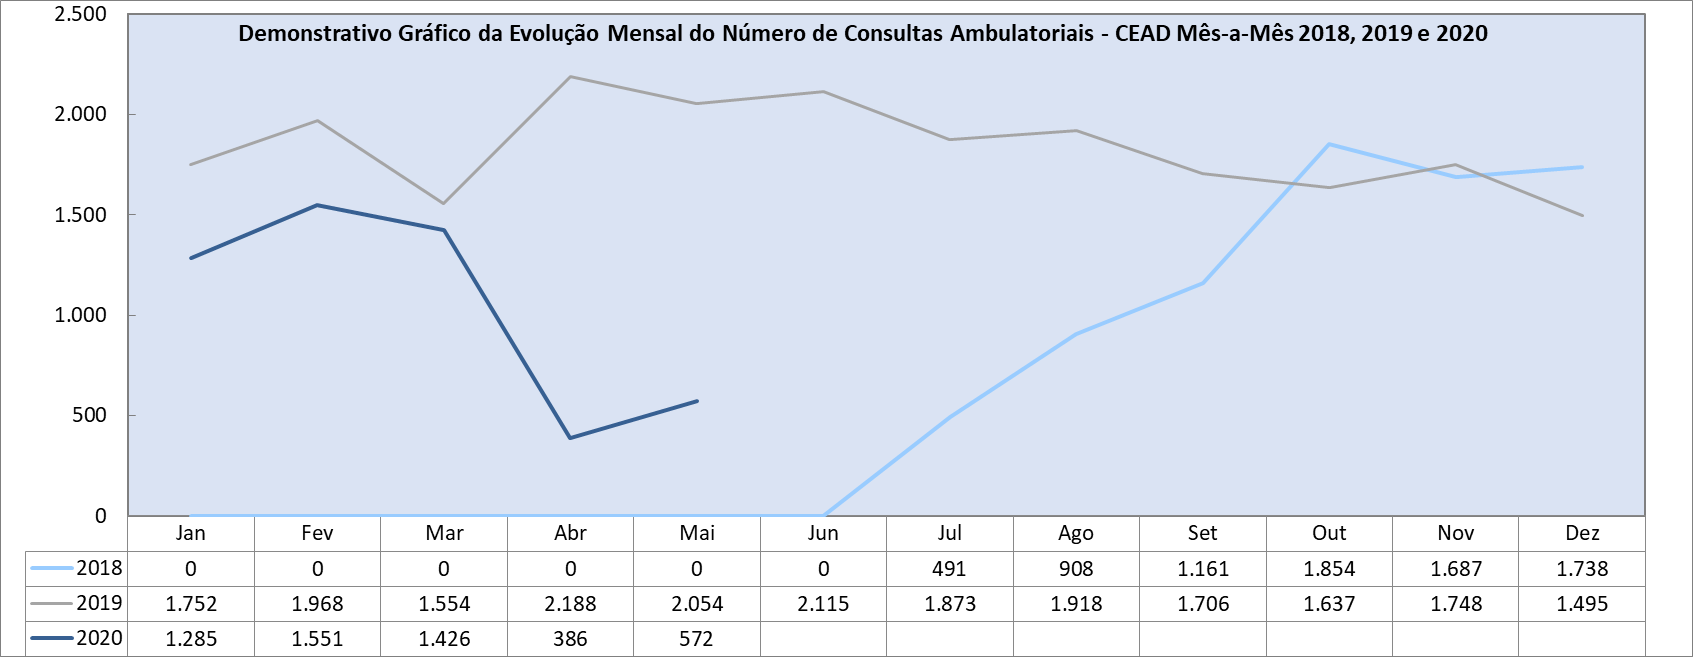 Demonstrativo Gráfico da Evolução Mensal do Número de Consultas Ambulatoriais - CEAD Mês-a-Mês 2018, 2019 e 2020
2.500
2.000
1.500
1.000
500
0
Jan Fev Mar Abr Mai Jun Jul Ago Set Out Nov Dez
2018 0 0 0 0 0 0 491 908 1.161 1.854 1.687 1.738
2019 1.752 1.968 1.554 2.188 2.054 2.115 1.873 1.918 1.706 1.637 1.748 1.495
2020 1.285 1.551 1.426 386 572